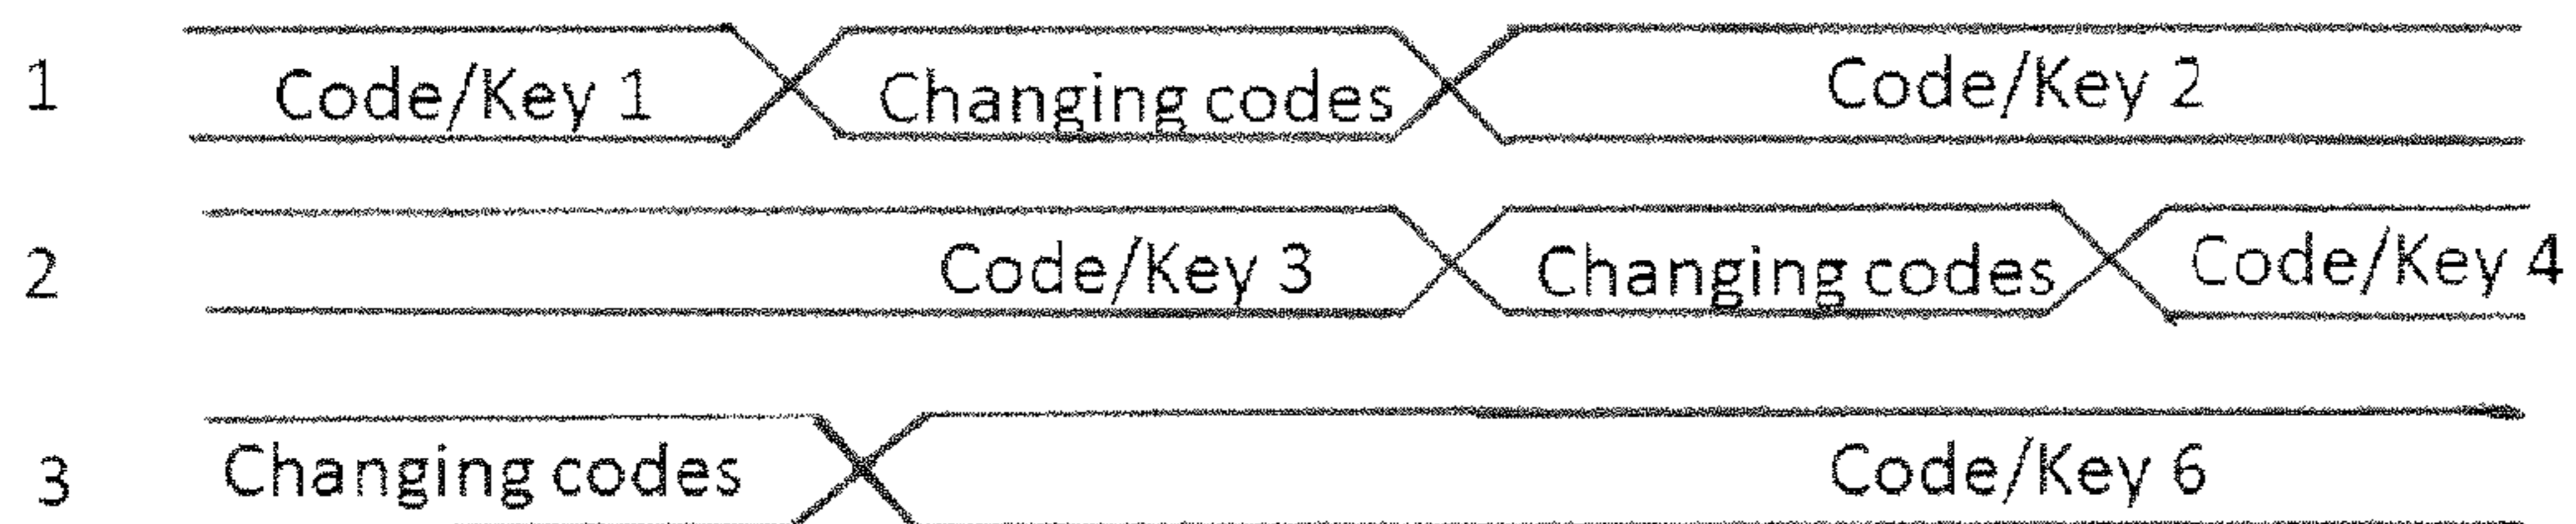 1 Code/Key 1 Changing codes Code/Key 2
2 Code/Key 3 Changing codes Code/Key 4
3 Changing codes Code/Key 6